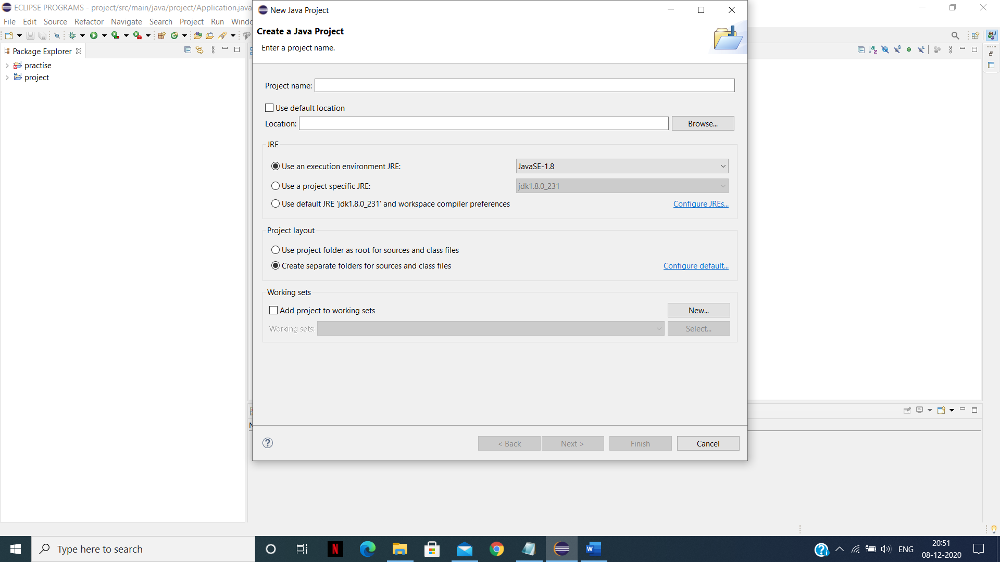 ECLIPSE PROGRAMS - project/src/main/java/project/Application.java
New Java Project
File Edit Source Refactor Navigate Search Project Run
Create a Java Project
Enter a project name.
Package Explorer
practise
project
Project name:
Use default location
Location:
Browse...
JRE
Use an execution environment JRE:
JavaSE-1.8
Use a project specific JRE:
jdk1.8.0_231
Use default JRE 'jdk1.8.0_231' and workspace compiler preferences
Configure JREs...
Project layout
Use project folder as root for sources and class files
Create separate folders for sources and class files
Configure default...
Working sets
Add project to working sets
New...
Working sets:
Select...
< Back
Next >
Finish
Cancel
Type here to search
ENG
20:51
08-12-2020